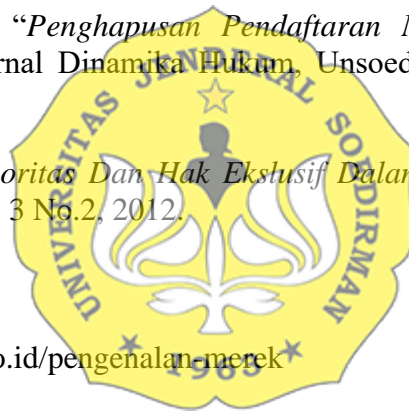 “Penghapusan Pendaftaran
rnal Dinamika Hukum, Unsoed
oritas Dan Hak Ekslusif Dalam
3 No.2, 2012.
o.id/pengenalan-merek
UNIVERSITAS JENDERAL SOEDIRMAN
★ 1963 ★